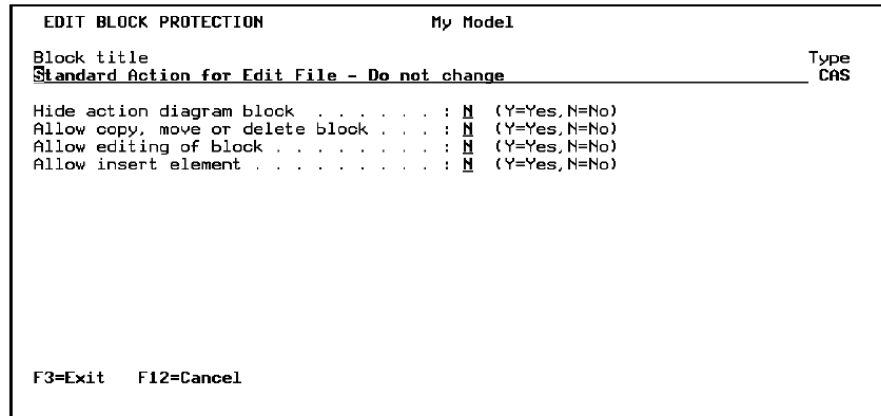 EDIT BLOCK PROTECTION My Model
Block title Type
Standard Action for Edit File - Do not change CAS
Hide action diagram block . . . . . . : N (Y=Yes,N=No)
Allow copy, move or delete block . . . : N (Y=Yes,N=No)
Allow editing of block . . . . . . . . : N (Y=Yes,N=No)
Allow insert element . . . . . . . . . : N (Y=Yes,N=No)
F3=Exit F12=Cancel